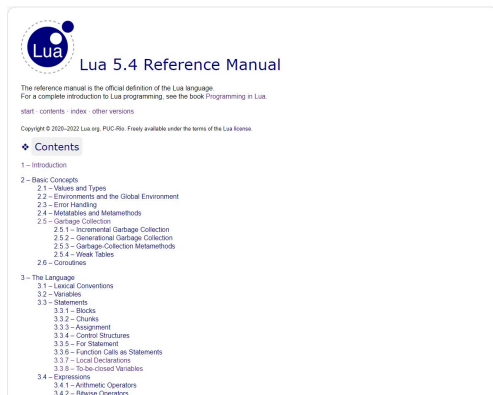 Lua
Lua 5.4 Reference Manual
The reference manual is the official definition of the Lua language.
For a complete introduction to Lua programming, see the book Programming in Lua.
start · contents · index · other versions
Copyright © 2020–2022 Lua.org, PUC-Rio. Freely available under the terms of the Lua license.
❖ Contents
1 – Introduction
2 – Basic Concepts
2.1 – Values and Types
2.2 – Environments and the Global Environment
2.3 – Error Handling
2.4 – Metatables and Metamethods
2.5 – Garbage Collection
2.5.1 – Incremental Garbage Collection
2.5.2 – Generational Garbage Collection
2.5.3 – Garbage-Collection Metamethods
2.5.4 – Weak Tables
2.6 – Coroutines
3 – The Language
3.1 – Lexical Conventions
3.2 – Variables
3.3 – Statements
3.3.1 – Blocks
3.3.2 – Chunks
3.3.3 – Assignment
3.3.4 – Control Structures
3.3.5 – For Statement
3.3.6 – Function Calls as Statements
3.3.7 – Local Declarations
3.3.8 – To-be-closed Variables
3.4 – Expressions
3.4.1 – Arithmetic Operators
3.4.2 – Bitwise Operators